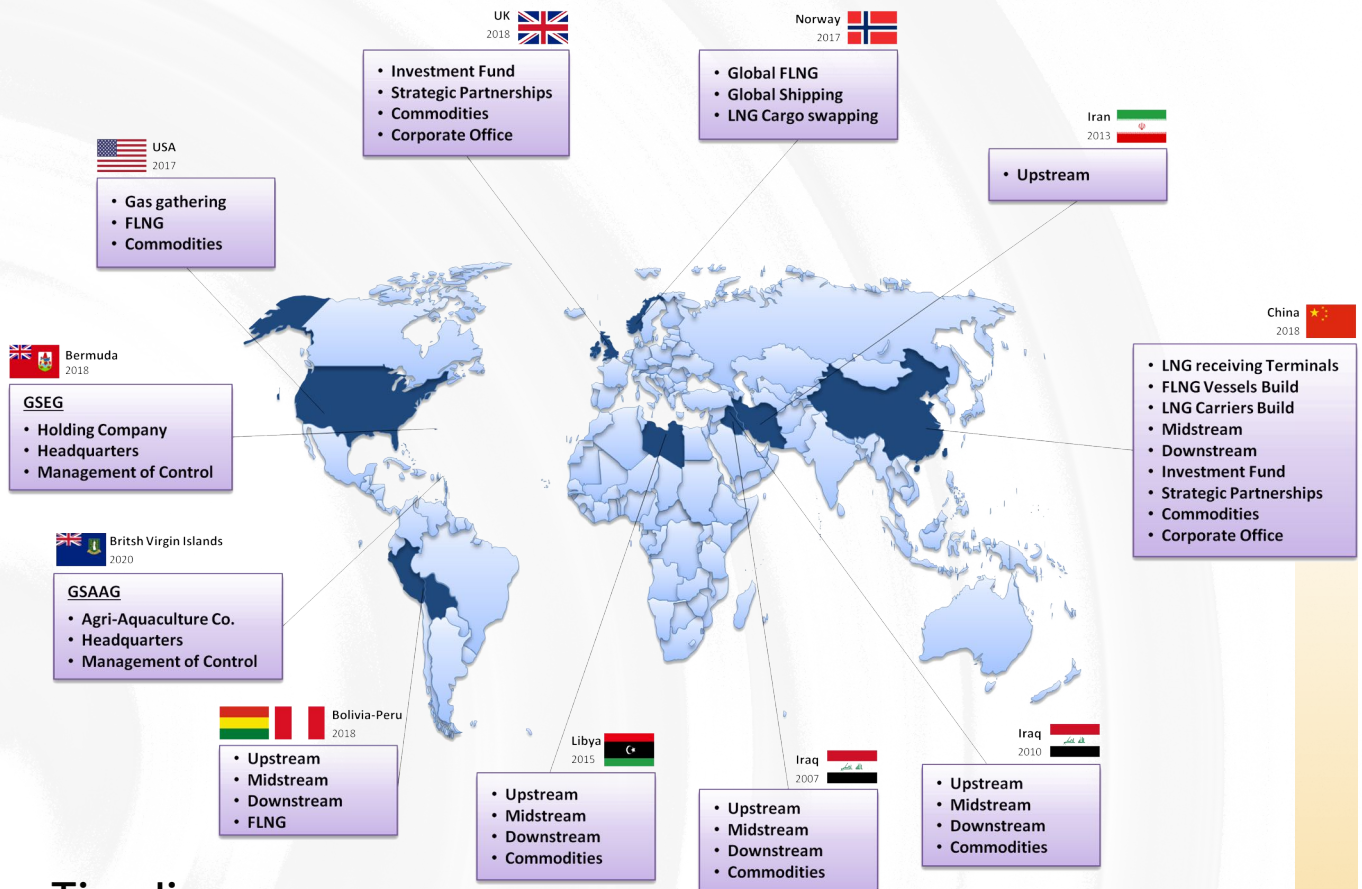 UK
2018
• Investment Fund
• Strategic Partnerships
• Commodities
• Corporate Office
Norway
2017
• Global FLNG
• Global Shipping
• LNG Cargo swapping
Iran
2013
• Upstream
USA
2017
• Gas gathering
• FLNG
• Commodities
China
2018
• LNG receiving Terminals
• FLNG Vessels Build
• LNG Carriers Build
• Midstream
• Downstream
• Investment Fund
• Strategic Partnerships
• Commodities
• Corporate Office
Bermuda
2018
GSEG
• Holding Company
• Headquarters
• Management of Control
Britsh Virgin Islands
2020
GSAAG
• Agri-Aquaculture Co.
• Headquarters
• Management of Control
Bolivia-Peru
2018
• Upstream
• Midstream
• Downstream
• FLNG
Libya
2015
• Upstream
• Midstream
• Downstream
• Commodities
Iraq
2007
• Upstream
• Midstream
• Downstream
• Commodities
Iraq
2010
• Upstream
• Midstream
• Downstream
• Commodities